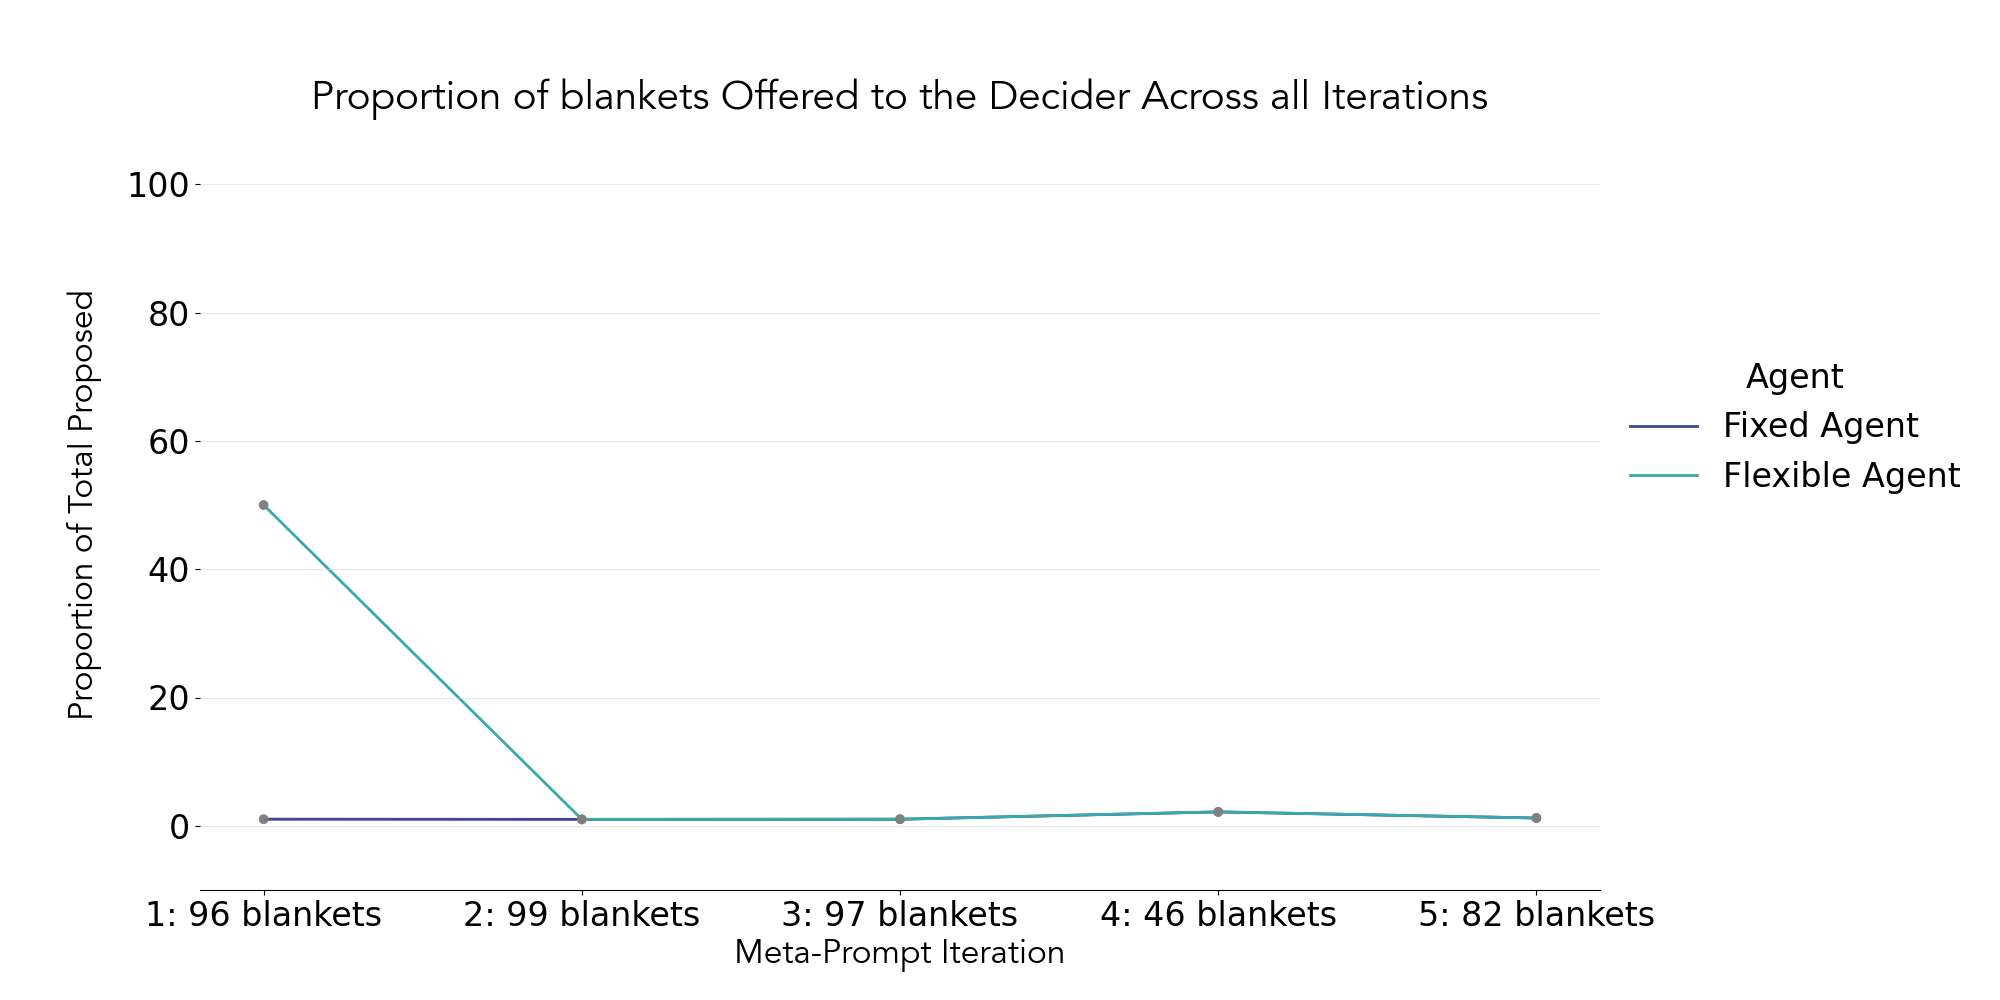 Proportion of blankets Offered to the Decider Across all Iterations
100
80
60
40
20
0
Proportion of Total Proposed
1: 96 blankets
2: 99 blankets
3: 97 blankets
4: 46 blankets
5: 82 blankets
Meta-Prompt Iteration
Agent
Fixed Agent
Flexible Agent